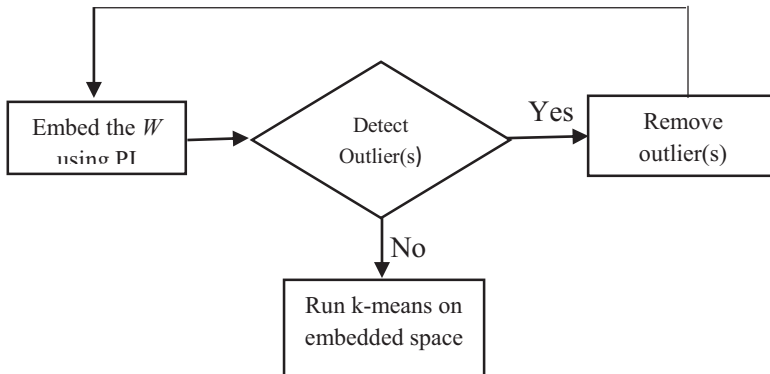 Embed the W
using PI
Detect
Outlier(s)
Yes
Remove
outlier(s)
No
Run k-means on
embedded space